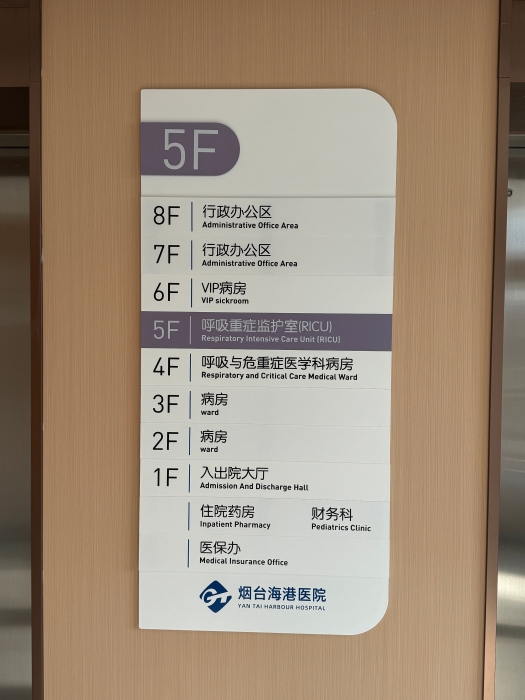 5F
8F 行政办公区
Administrative Office Area
7F 行政办公区
Administrative Office Area
6F VIP病房
VIP sickroom
5F 呼吸重症监护室(RICU)
Respiratory Intensive Care Unit (RICU)
4F 呼吸与危重症医学科病房
Respiratory and Critical Care Medical Ward
3F 病房
ward
2F 病房
ward
1F 入出院大厅
Admission And Discharge Hall
住院药房 财务科
Inpatient Pharmacy Pediatrics Clinic
医保办
Medical Insurance Office
烟台海港医院
YAN TAI HARBOUR HOSPITAL